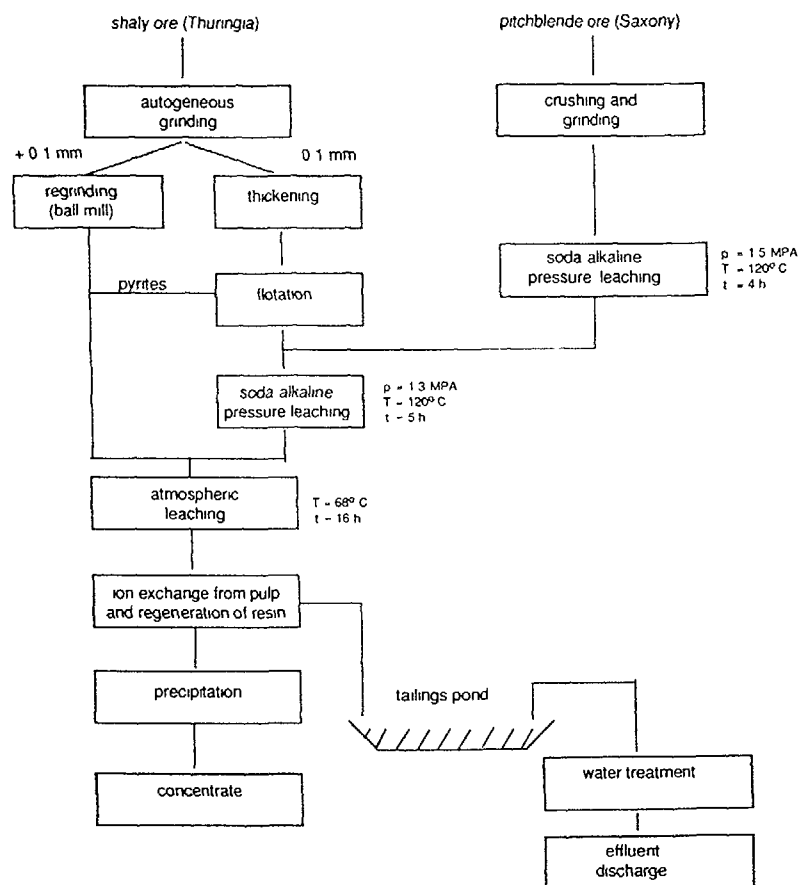 shaly ore (Thuringia)
pitchblende ore (Saxony)
autogeneous
grinding
crushing and
grinding
+ 0 1 mm
0 1 mm
regrinding
(ball mill)
thickening
soda alkaline
pressure leaching
p = 1 5 MPA
T = 120º C
t = 4 h
pyrites
flotation
soda alkaline
pressure leaching
p = 1 3 MPA
T = 120º C
t - 5 h
atmospheric
leaching
T - 68º C
t - 16 h
ion exchange from pulp
and regeneration of resin
precipitation
tailings pond
concentrate
water treatment
effluent
discharge